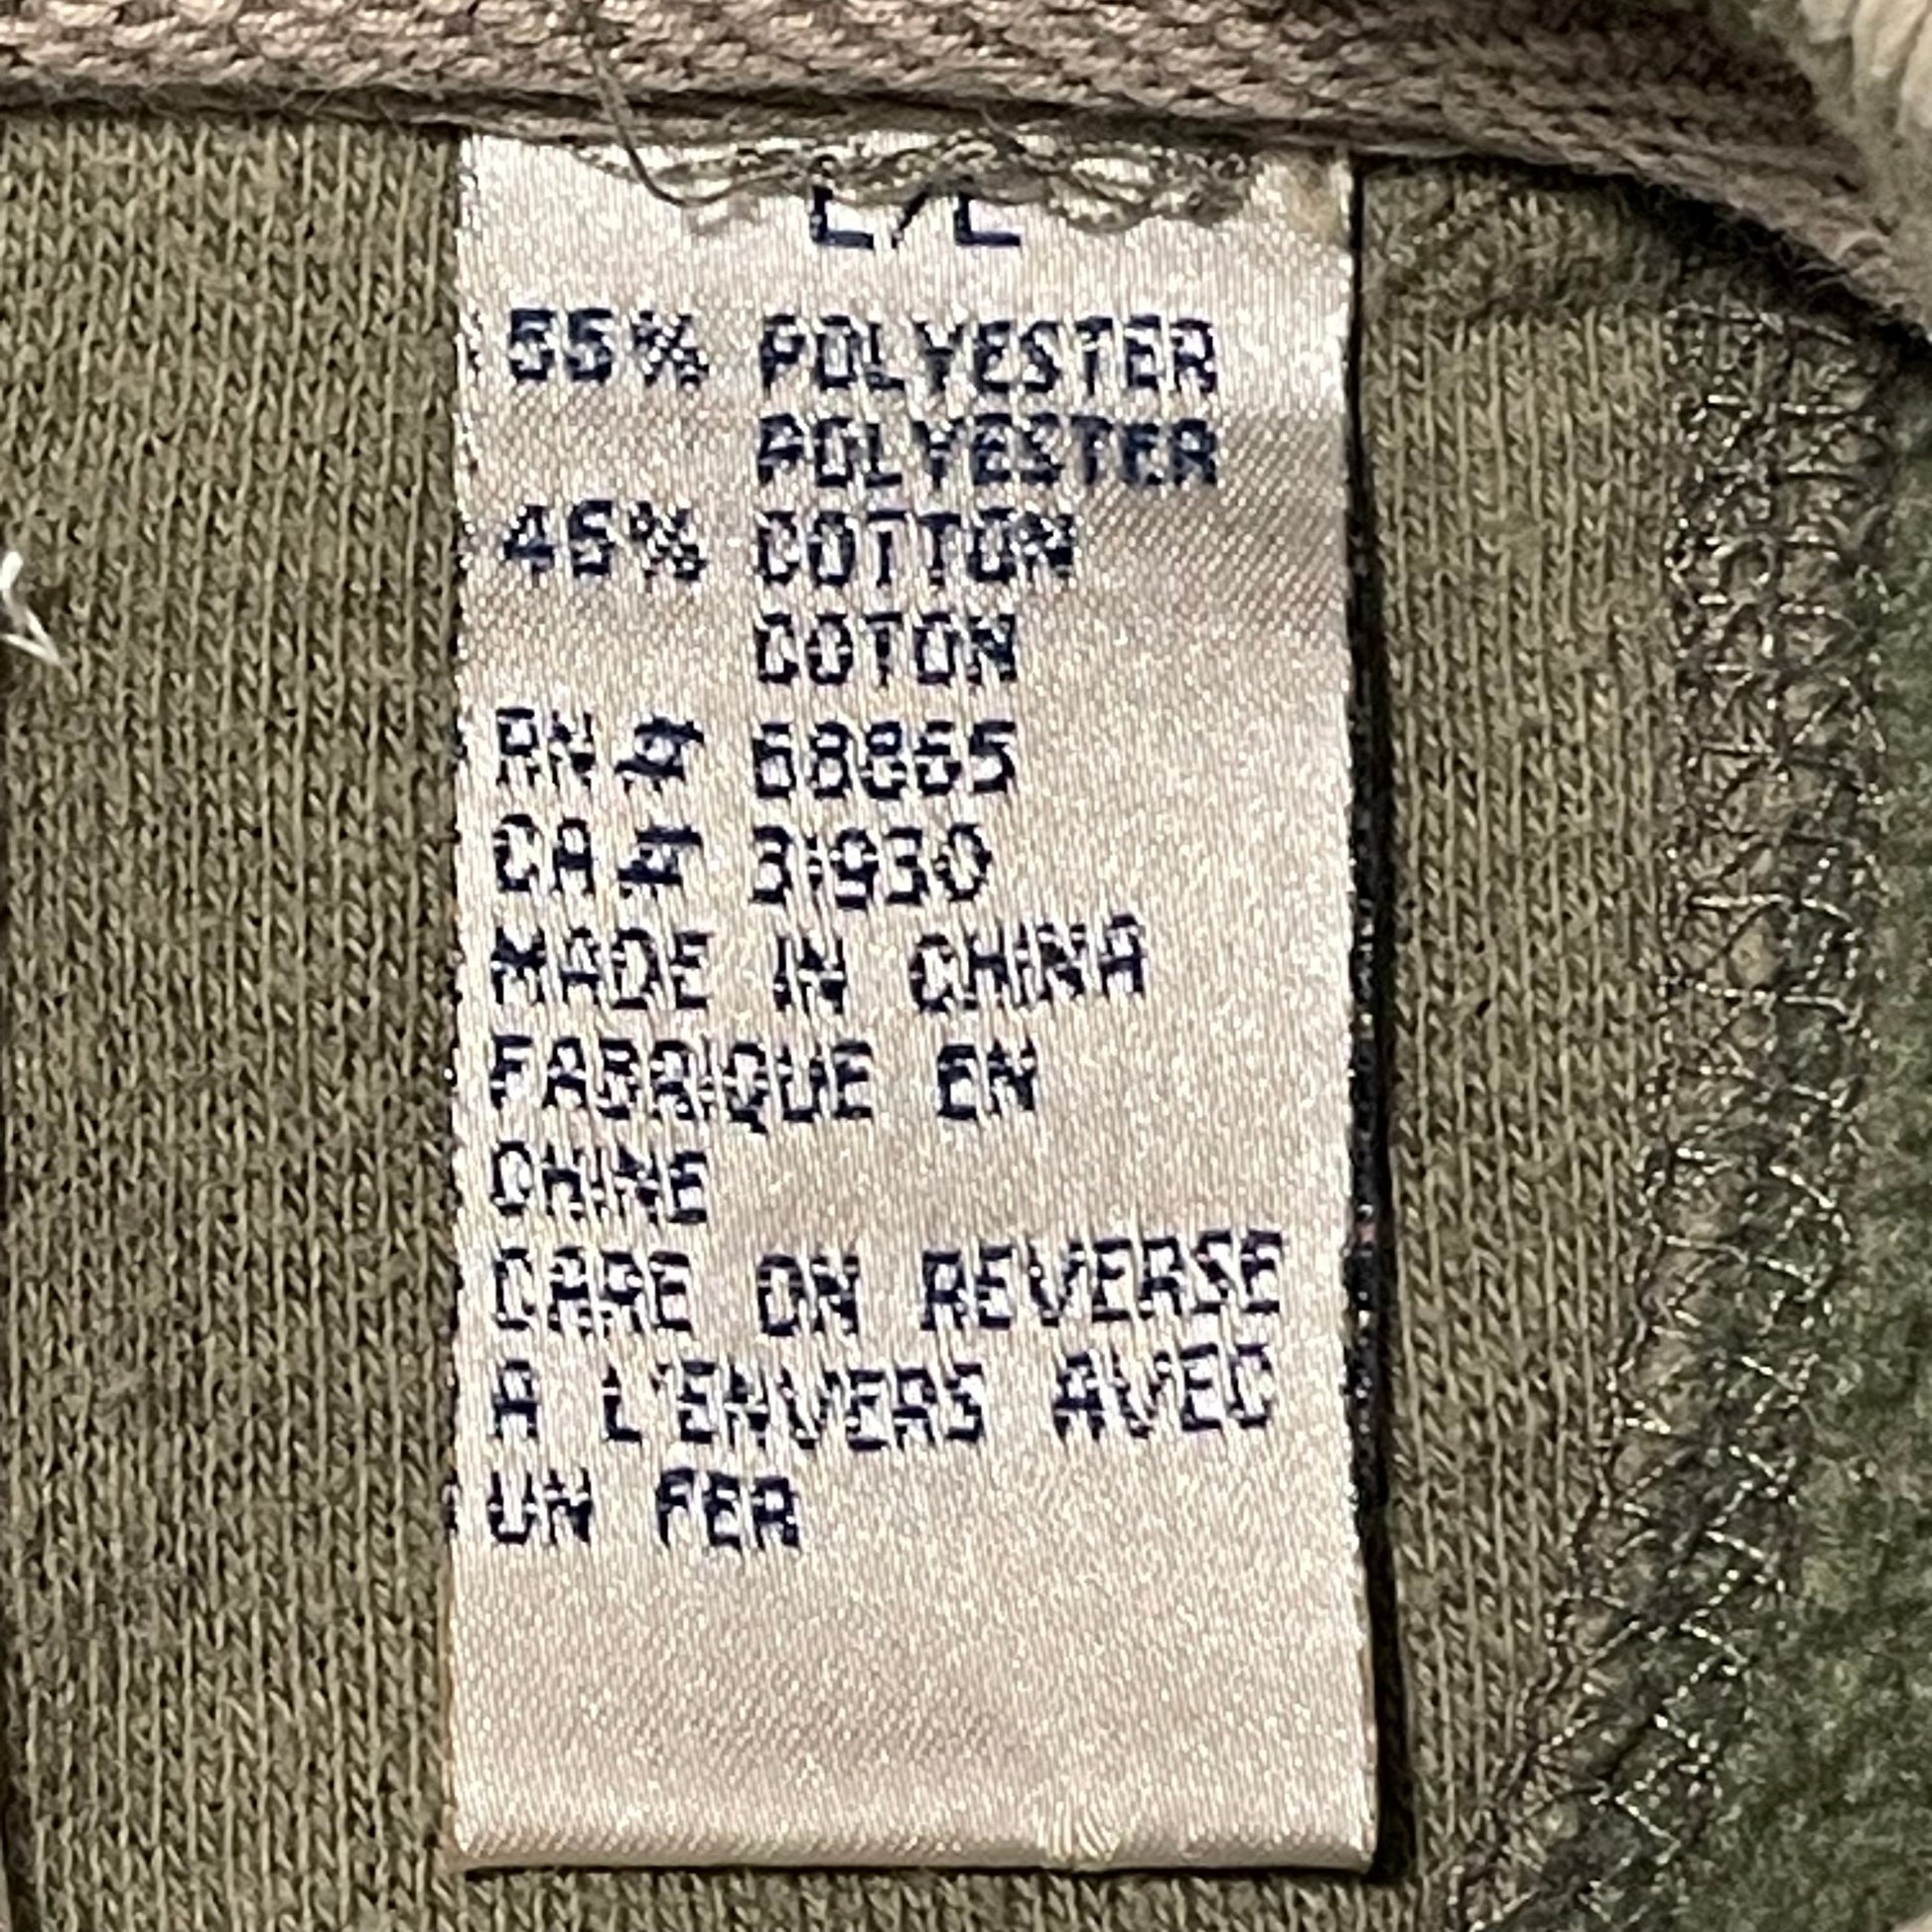 L/L
55% POLYESTER
POLYESTER
45% COTTON
COTON
RN# 68865
CA# 31930
MADE IN CHINA
FABRIQUE EN
CHINE
CARE ON REVERSE
A L'ENVERS AVEC
UN FER